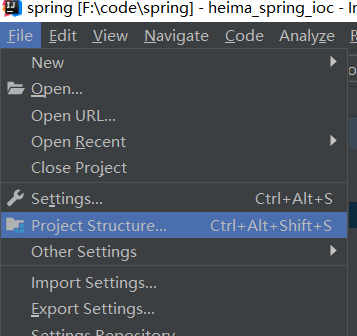 spring [F:\code\spring] - heima_spring_ioc - In
File Edit View Navigate Code Analyze R
New
Open...
Open URL...
Open Recent
Close Project
Settings... Ctrl+Alt+S
Project Structure... Ctrl+Alt+Shift+S
Other Settings
Import Settings...
Export Settings...
Settings Repository